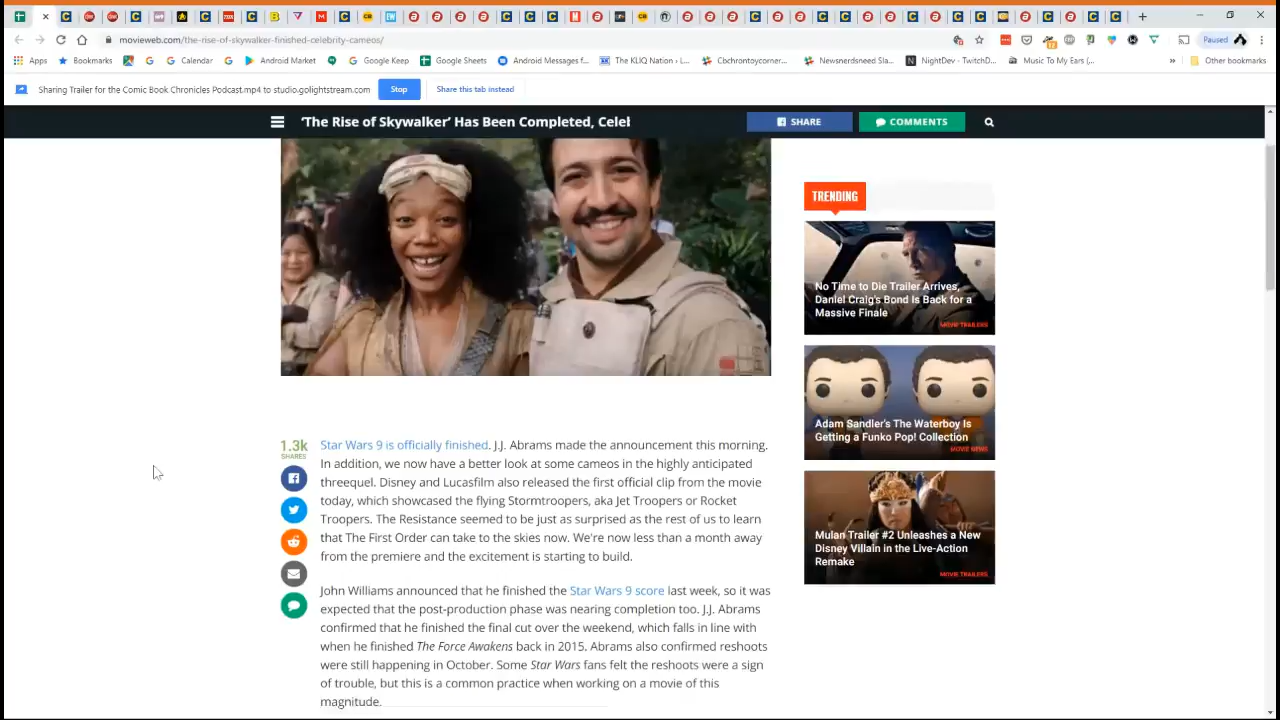 movieweb.com/the-rise-of-skywalker-finished-celebrity-cameos/
Paused
Apps
Bookmarks
Calendar
Android Market
Google Keep
Google Sheets
Android Messages f...
The KLIQ Nation › L...
Cbchrontoycorner...
Newsnerdsneed Sla...
NightDev - TwitchD...
Music To My Ears (...
»
Other bookmarks
Sharing Trailer for the Comic Book Chronicles Podcast.mp4 to studio.golightstream.com
Stop
Share this tab instead
'The Rise of Skywalker' Has Been Completed, Celel
SHARE
COMMENTS
TRENDING
No Time to Die Trailer Arrives,
Daniel Craig's Bond Is Back for a
Massive Finale
MOVIE TRAILERS
Adam Sandler's The Waterboy Is
Getting a Funko Pop! Collection
MOVIE NEWS
Mulan Trailer #2 Unleashes a New
Disney Villain in the Live-Action
Remake
MOVIE TRAILERS
1.3k
SHARES
Star Wars 9 is officially finished. J.J. Abrams made the announcement this morning.
In addition, we now have a better look at some cameos in the highly anticipated
threequel. Disney and Lucasfilm also released the first official clip from the movie
today, which showcased the flying Stormtroopers, aka Jet Troopers or Rocket
Troopers. The Resistance seemed to be just as surprised as the rest of us to learn
that The First Order can take to the skies now. We're now less than a month away
from the premiere and the excitement is starting to build.
John Williams announced that he finished the Star Wars 9 score last week, so it was
expected that the post-production phase was nearing completion too. J.J. Abrams
confirmed that he finished the final cut over the weekend, which falls in line with
when he finished The Force Awakens back in 2015. Abrams also confirmed reshoots
were still happening in October. Some Star Wars fans felt the reshoots were a sign
of trouble, but this is a common practice when working on a movie of this
magnitude.